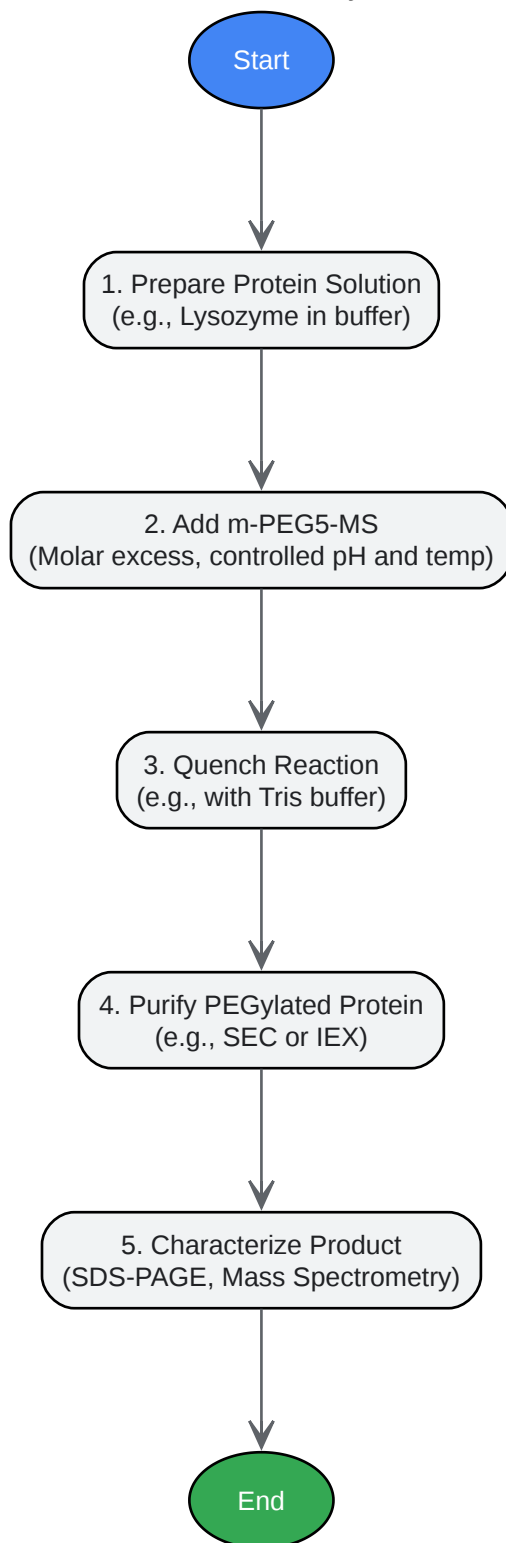 Start
1. Prepare Protein Solution
(e.g., Lysozyme in buffer)
2. Add m-PEG5-MS
(Molar excess, controlled pH and temp)
3. Quench Reaction
(e.g., with Tris buffer)
4. Purify PEGylated Protein
(e.g., SEC or IEX)
5. Characterize Product
(SDS-PAGE, Mass Spectrometry)
End